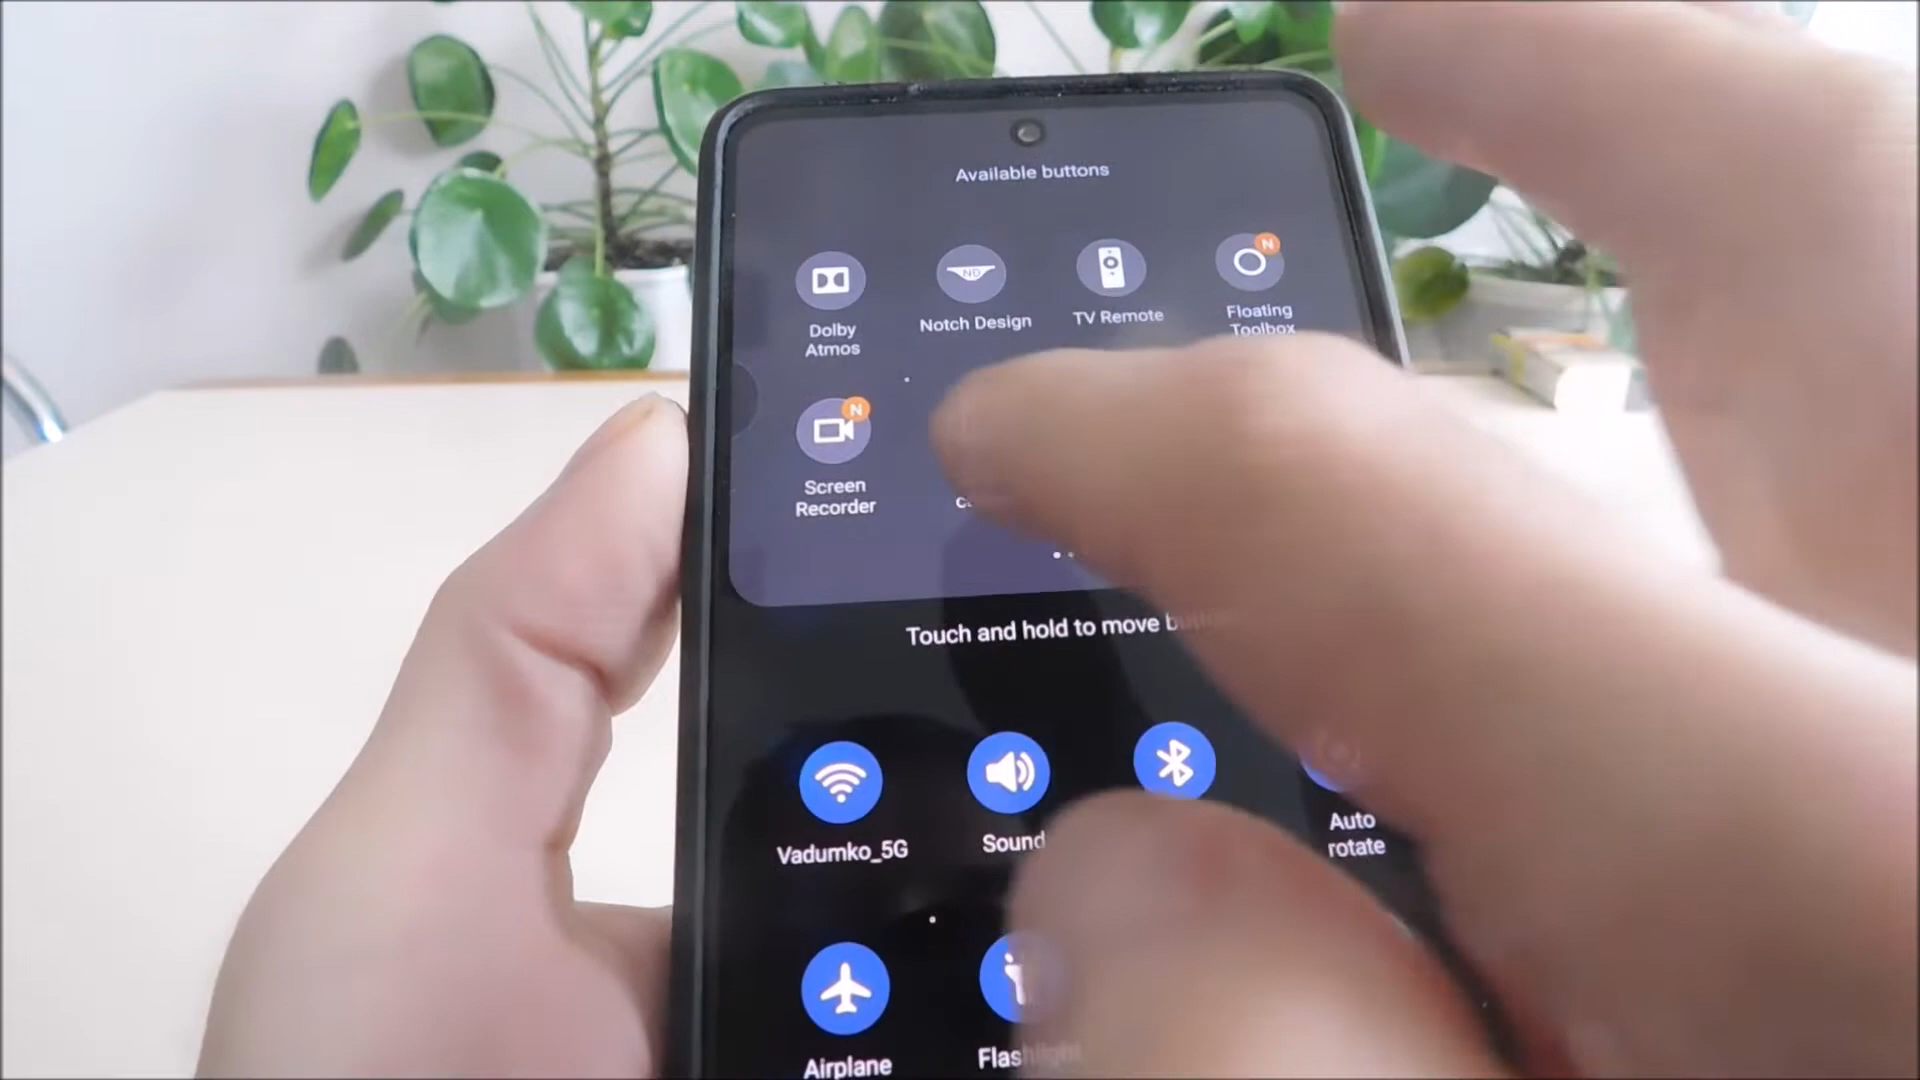 Available buttons
Dolby
Atmos
ND
Notch Design
TV Remote
N
Floating
Toolbox
N
Screen
Recorder
Touch and hold to move
Vadumko_5G
Sound
Auto
rotate
Airplane
Flashlight